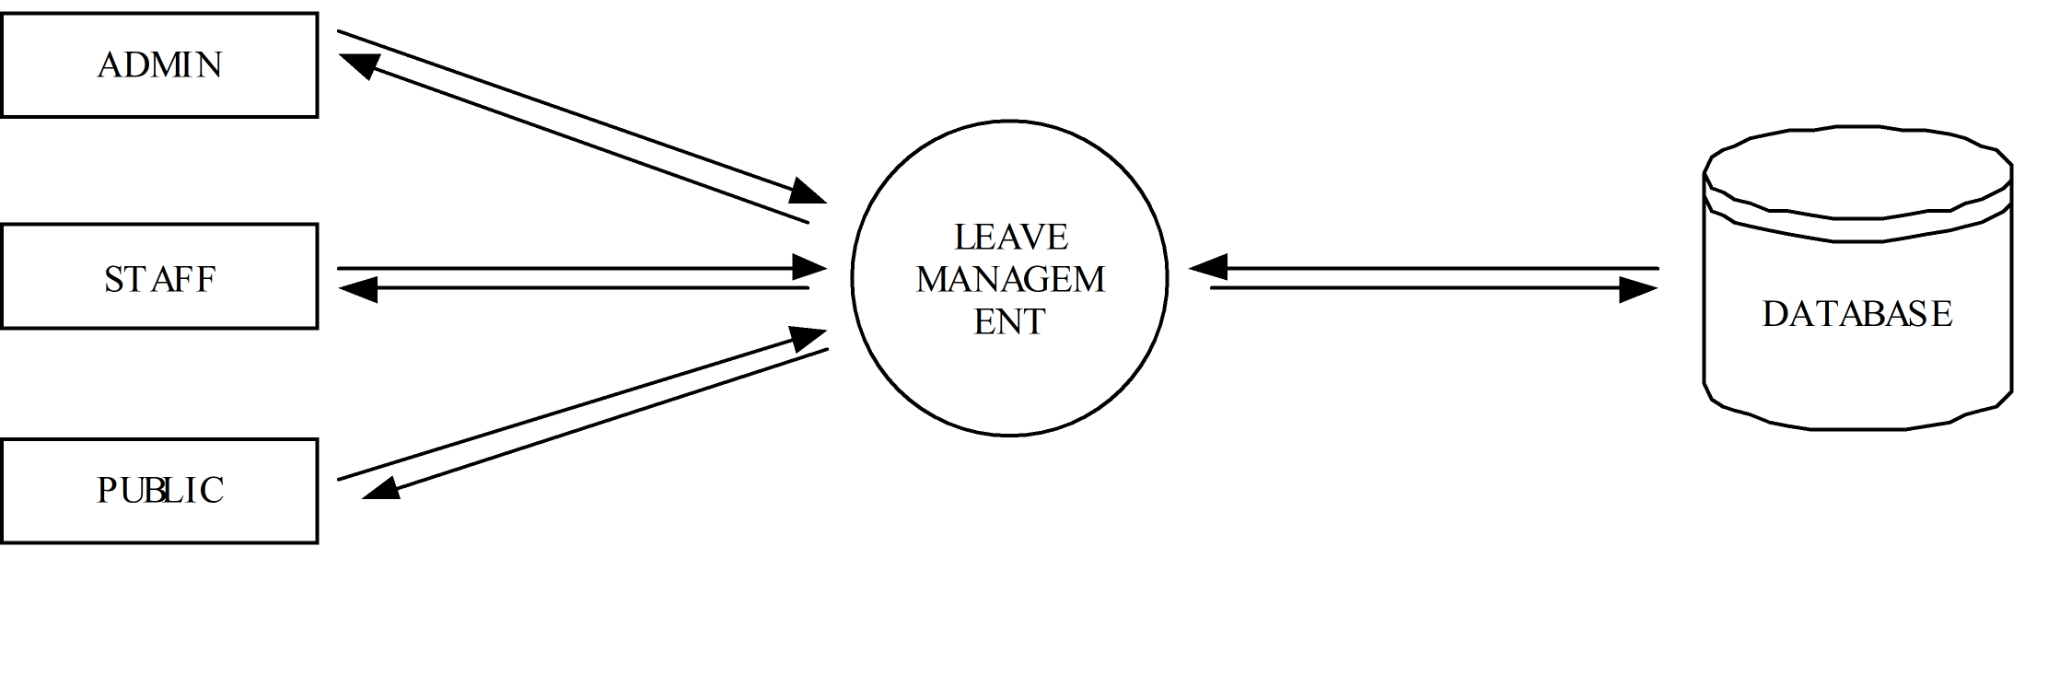 ADMIN
STAFF
PUBLIC
LEAVE
MANAGEM
ENT
DATABASE